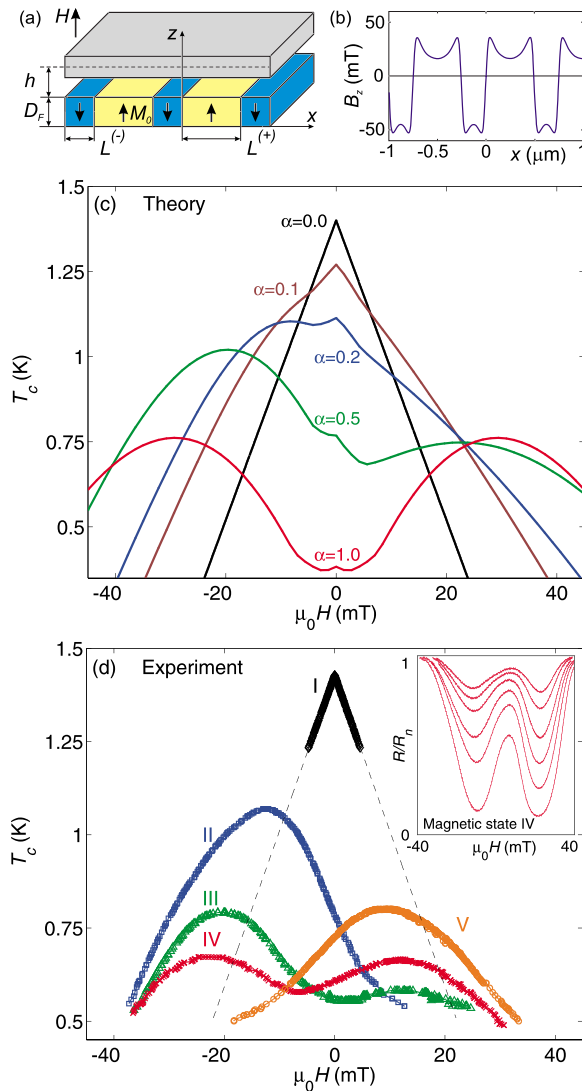 (a)
H
z
h
D_F
M_0
x
L^(-)
L^(+)
(b)
50
0
-50
B_z (mT)
-1
-0.5
0
0.5
1
x (μm)
(c) Theory
α=0.0
α=0.1
α=0.2
α=0.5
α=1.0
1.5
1.25
1
0.75
0.5
T_c (K)
-40
-20
0
20
40
μ_0H (mT)
(d) Experiment
I
II
III
IV
V
1.5
1.25
1
0.75
0.5
T_c (K)
-40
-20
0
20
40
μ_0H (mT)
1
R/R_n
0
Magnetic state IV
-40
40
μ_0H (mT)